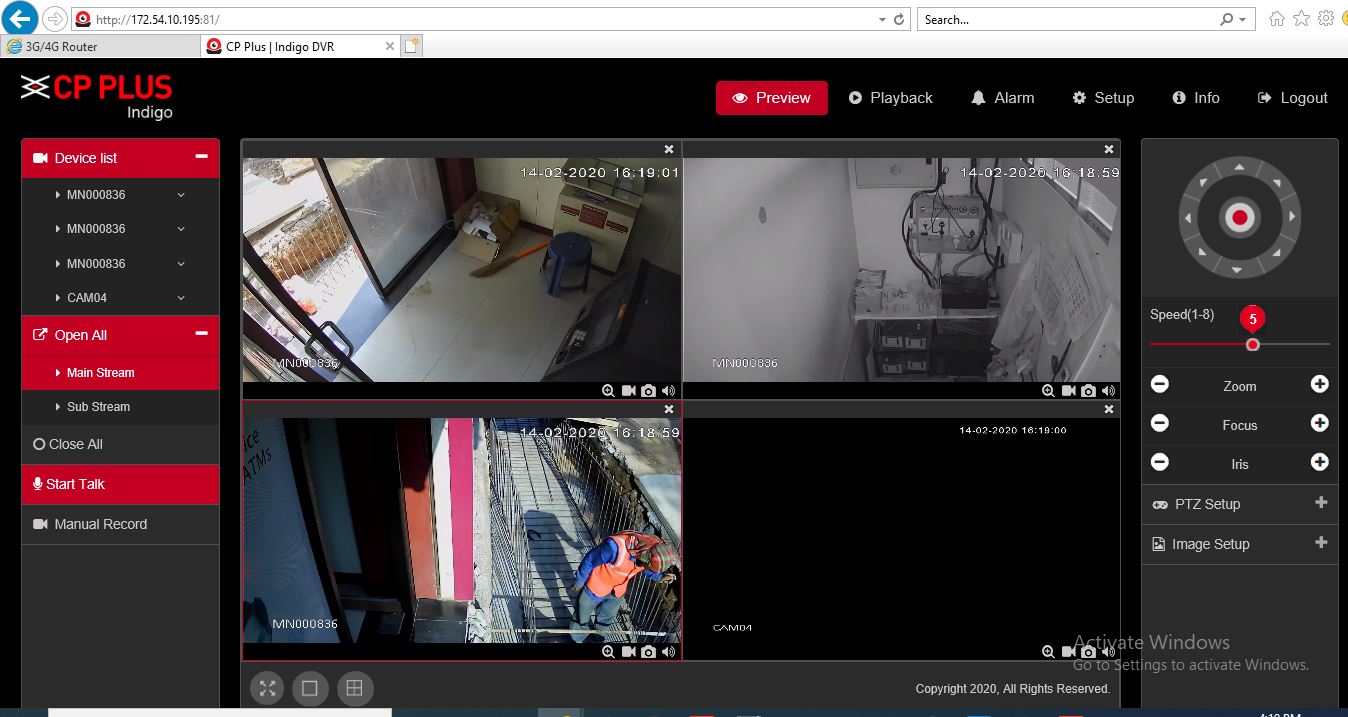 http://172.54.10.195:81/
Search...
3G/4G Router
CP Plus | Indigo DVR
CP PLUS
Indigo
Preview
Playback
Alarm
Setup
Info
Logout
Device list
MN000836
MN000836
MN000836
CAM04
Open All
Main Stream
Sub Stream
Close All
Start Talk
Manual Record
14-02-2020 16:19:01
MN000836
14-02-2020 16:18:59
MN000836
14-02-2020 16:18:59
ATMs
MN000836
14-02-2020 16:19:00
CAM04
Speed(1-8)
5
Zoom
Focus
Iris
PTZ Setup
Image Setup
Activate Windows
Go to Settings to activate Windows.
Copyright 2020, All Rights Reserved.